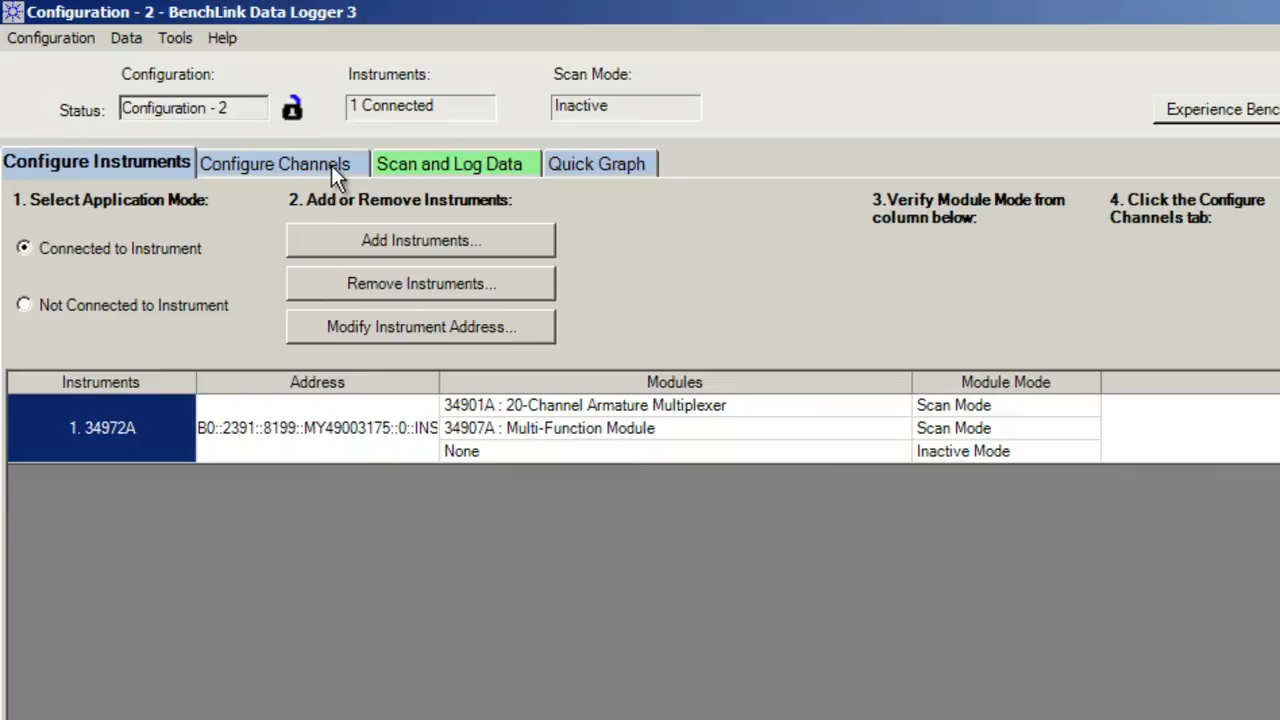 Configuration - 2 - BenchLink Data Logger 3
Configuration Data Tools Help
Configuration: Instruments: Scan Mode:
Status: Configuration - 2 1 Connected Inactive Experience Benc
Configure Instruments Configure Channels Scan and Log Data Quick Graph
1. Select Application Mode: 2. Add or Remove Instruments: 3.Verify Module Mode from column below: 4. Click the Configure Channels tab:
Connected to Instrument Add Instruments...
Remove Instruments...
Not Connected to Instrument
Modify Instrument Address...
Instruments Address Modules Module Mode
34901A : 20-Channel Armature Multiplexer Scan Mode
1. 34972A B0::2391::8199::MY49003175::0::INS 34907A : Multi-Function Module Scan Mode
None Inactive Mode